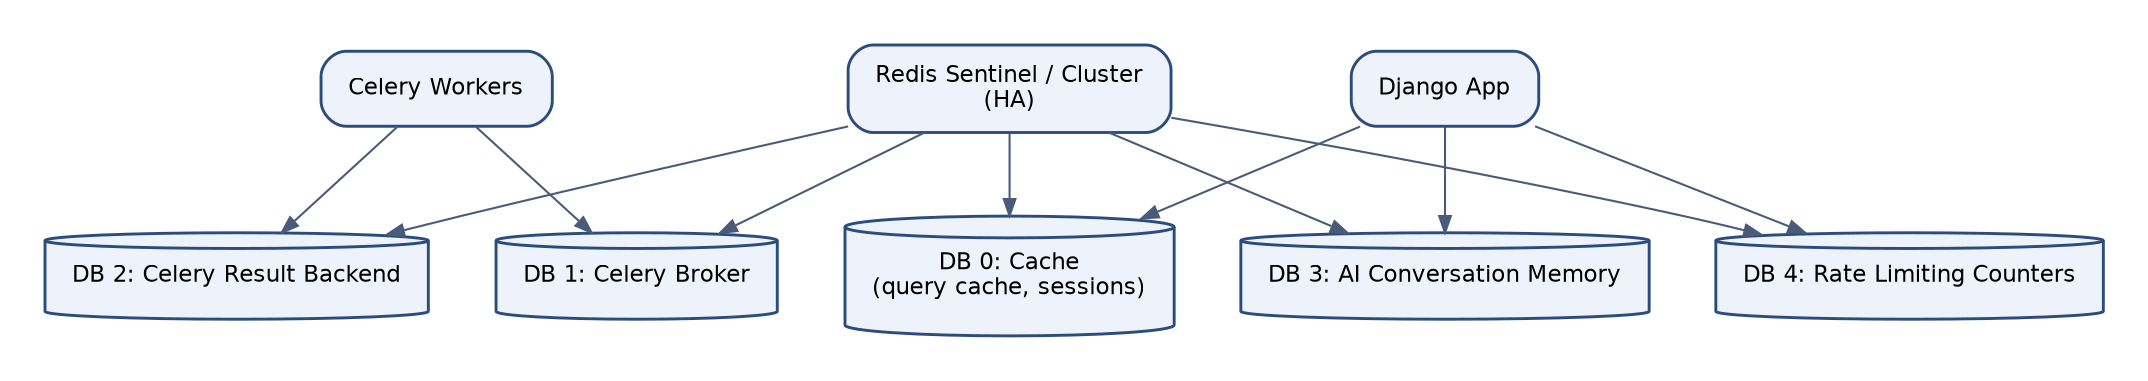 Celery Workers
Redis Sentinel / Cluster
(HA)
Django App
DB 2: Celery Result Backend
DB 1: Celery Broker
DB 0: Cache
(query cache, sessions)
DB 3: AI Conversation Memory
DB 4: Rate Limiting Counters